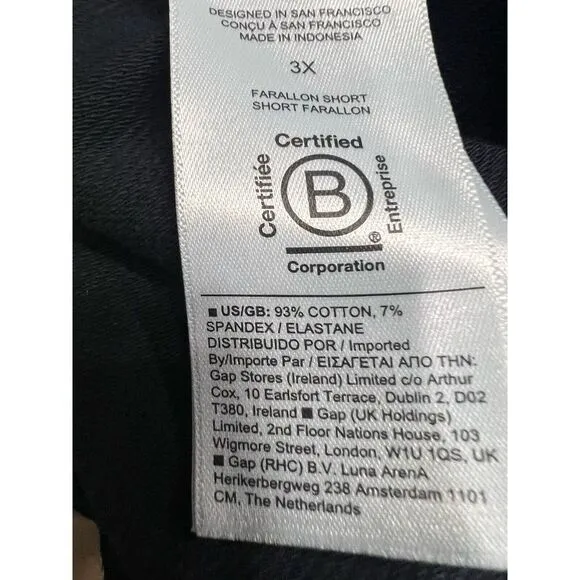 DESIGNED IN SAN FRANCISCO
CONÇU À SAN FRANCISCO
MADE IN INDONESIA
3X
FARALLON SHORT
SHORT FARALLON
Certified
Certifiée
B
Entreprise
®
Corporation
■ US/GB: 93% COTTON, 7%
SPANDEX / ELASTANE
DISTRIBUIDO POR / Imported
By/Importe Par / ΕΙΣΑΓΕΤΑΙ ΑΠΟ ΤΗΝ:
Gap Stores (Ireland) Limited c/o Arthur
Cox, 10 Earlsfort Terrace, Dublin 2, D02
T380, Ireland ■ Gap (UK Holdings)
Limited, 2nd Floor Nations House, 103
Wigmore Street, London, W1U 1QS, UK
■ Gap (RHC) B.V. Luna ArenA
Herikerbergweg 238 Amsterdam 1101
CM, The Netherlands